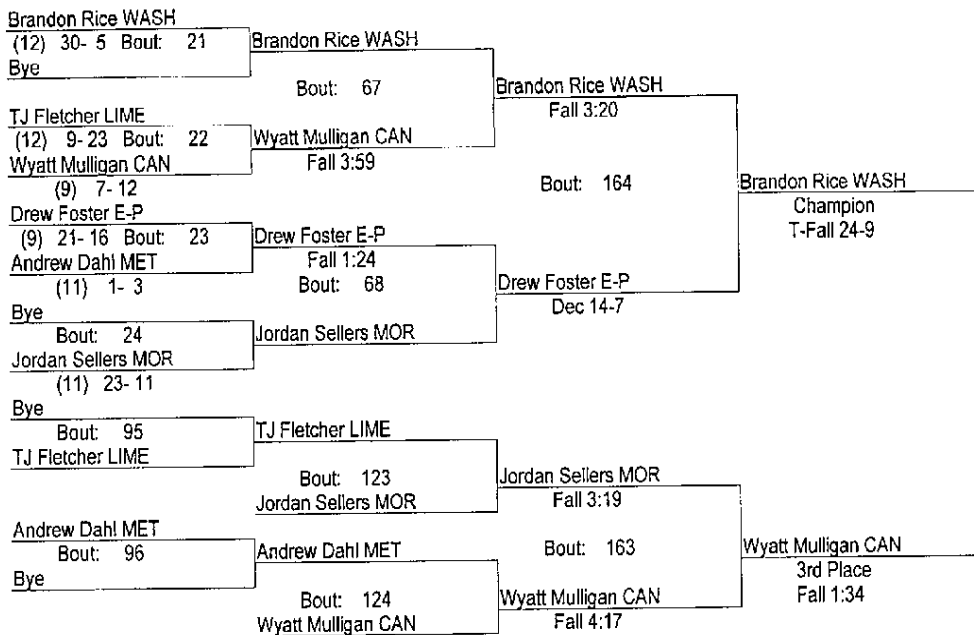 Brandon Rice WASH
(12) 30- 5 Bout: 21
Bye
Brandon Rice WASH
Bout: 67
TJ Fletcher LIME
(12) 9- 23 Bout: 22
Wyatt Mulligan CAN
(9) 7- 12
Wyatt Mulligan CAN
Fall 3:59
Brandon Rice WASH
Fall 3:20
Bout: 164
Drew Foster E-P
(9) 21- 16 Bout: 23
Andrew Dahl MET
(11) 1- 3
Drew Foster E-P
Fall 1:24
Bout: 68
Bye
Bout: 24
Jordan Sellers MOR
(11) 23- 11
Jordan Sellers MOR
Drew Foster E-P
Dec 14-7
Brandon Rice WASH
Champion
T-Fall 24-9
Bye
Bout: 95
TJ Fletcher LIME
TJ Fletcher LIME
Bout: 123
Jordan Sellers MOR
Jordan Sellers MOR
Fall 3:19
Bout: 163
Andrew Dahl MET
Bout: 96
Bye
Andrew Dahl MET
Bout: 124
Wyatt Mulligan CAN
Wyatt Mulligan CAN
Fall 4:17
Wyatt Mulligan CAN
3rd Place
Fall 1:34